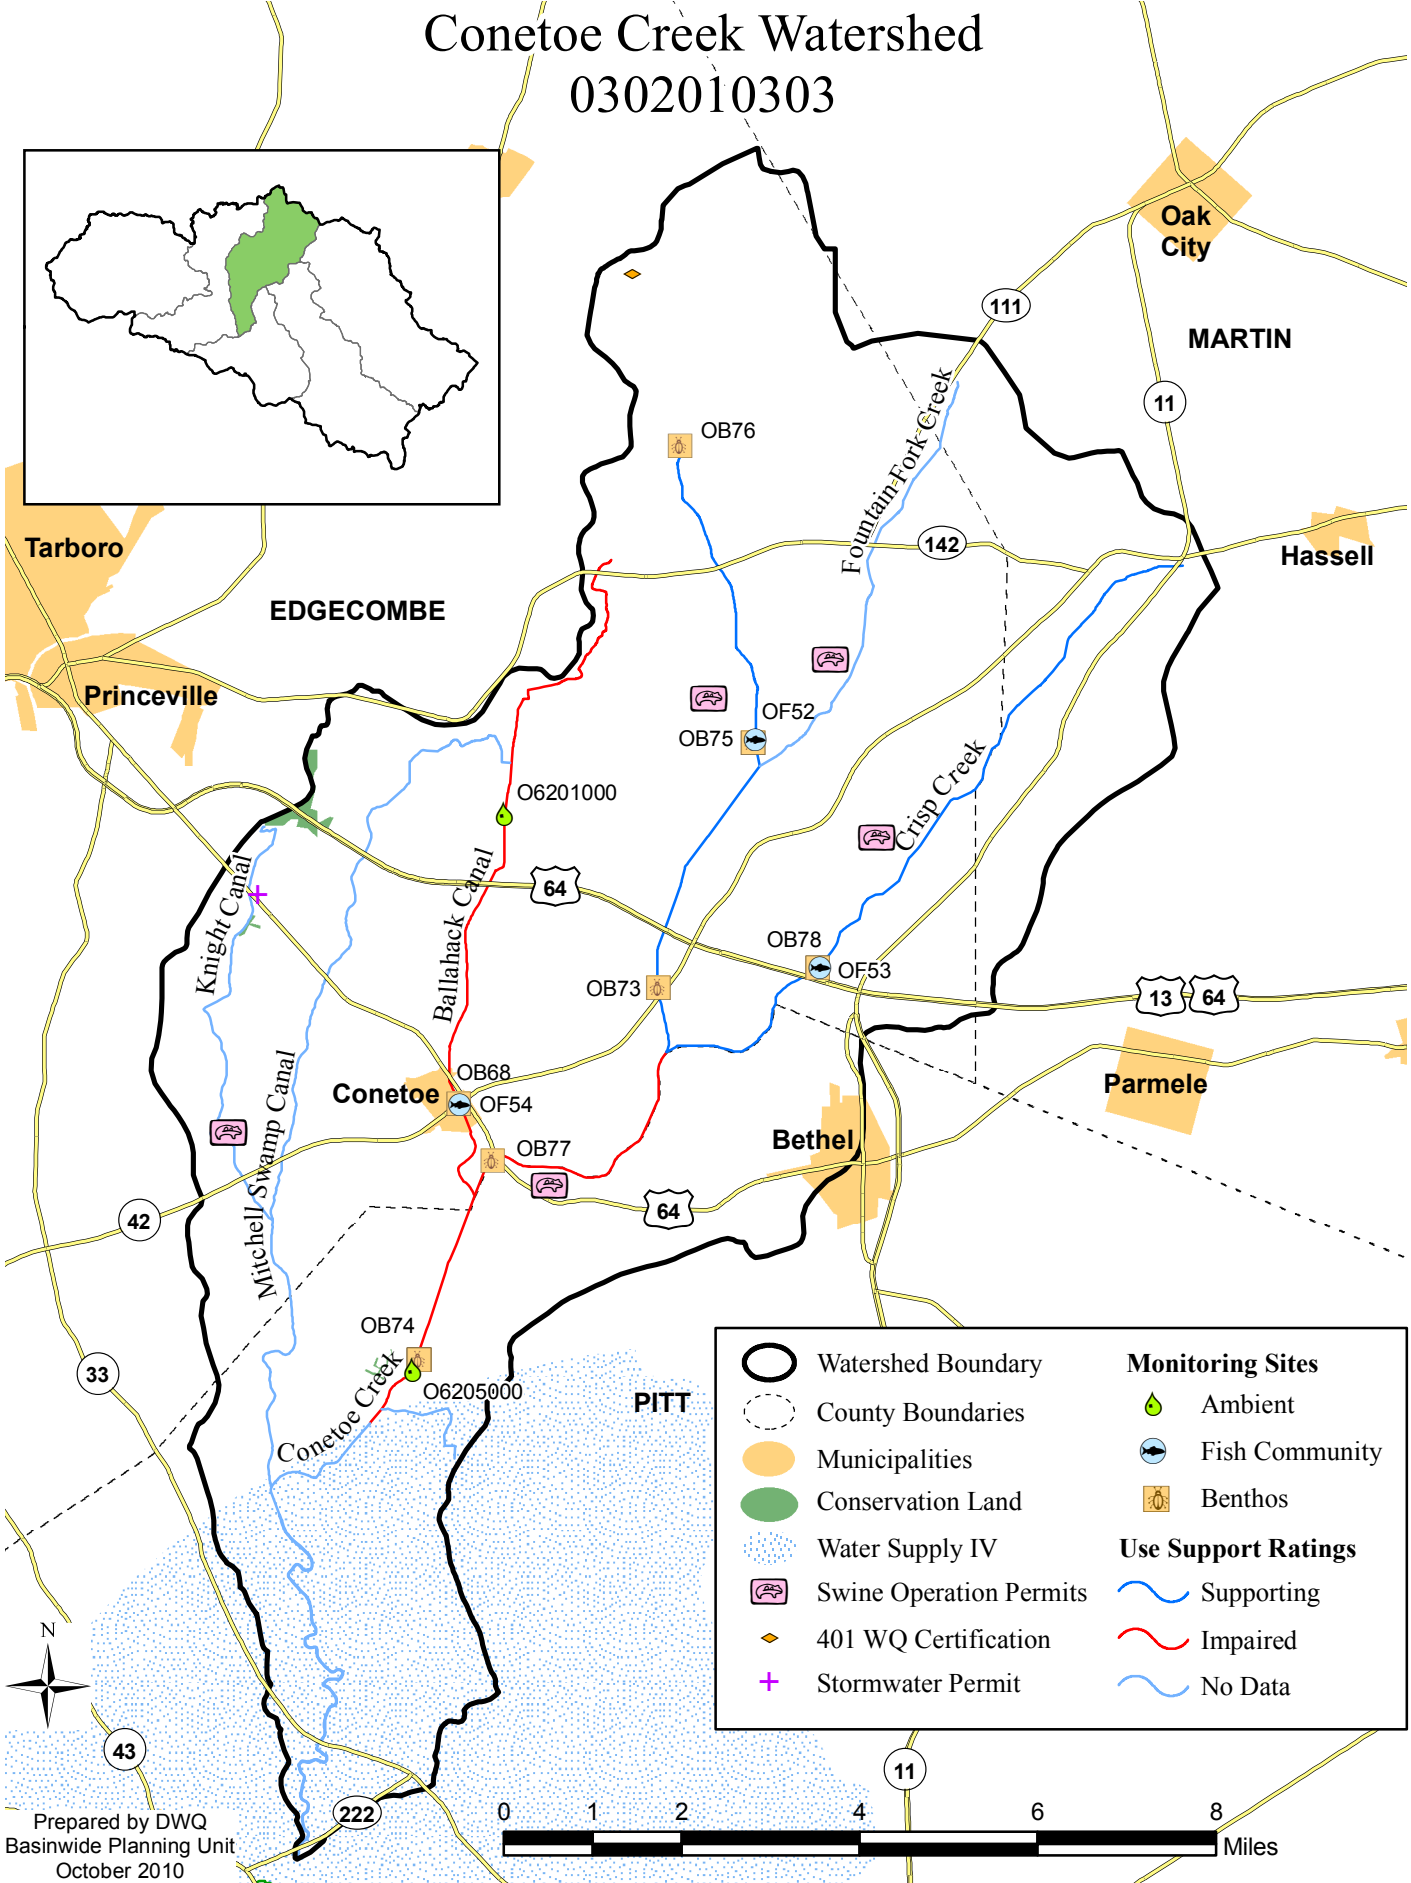 Conetoe Creek Watershed
0302010303
Oak
City
111
MARTIN
11
OB76
Fountain Fork Creek
142
Hassell
Tarboro
EDGECOMBE
Princeville
OF52
OB75
O6201000
Crisp Creek
Knight Canal
Ballahack Canal
64
OB78
OF53
OB73
13
64
Mitchell Swamp Canal
OB68
Conetoe
OF54
Parmele
Bethel
OB77
42
64
OB74
O6205000
Conetoe Creek
33
PITT
Watershed Boundary
County Boundaries
Municipalities
Conservation Land
Water Supply IV
Swine Operation Permits
401 WQ Certification
Stormwater Permit
Monitoring Sites
Ambient
Fish Community
Benthos
Use Support Ratings
Supporting
Impaired
No Data
N
43
11
222
0 1 2 4 6 8
Miles
Prepared by DWQ
Basinwide Planning Unit
October 2010